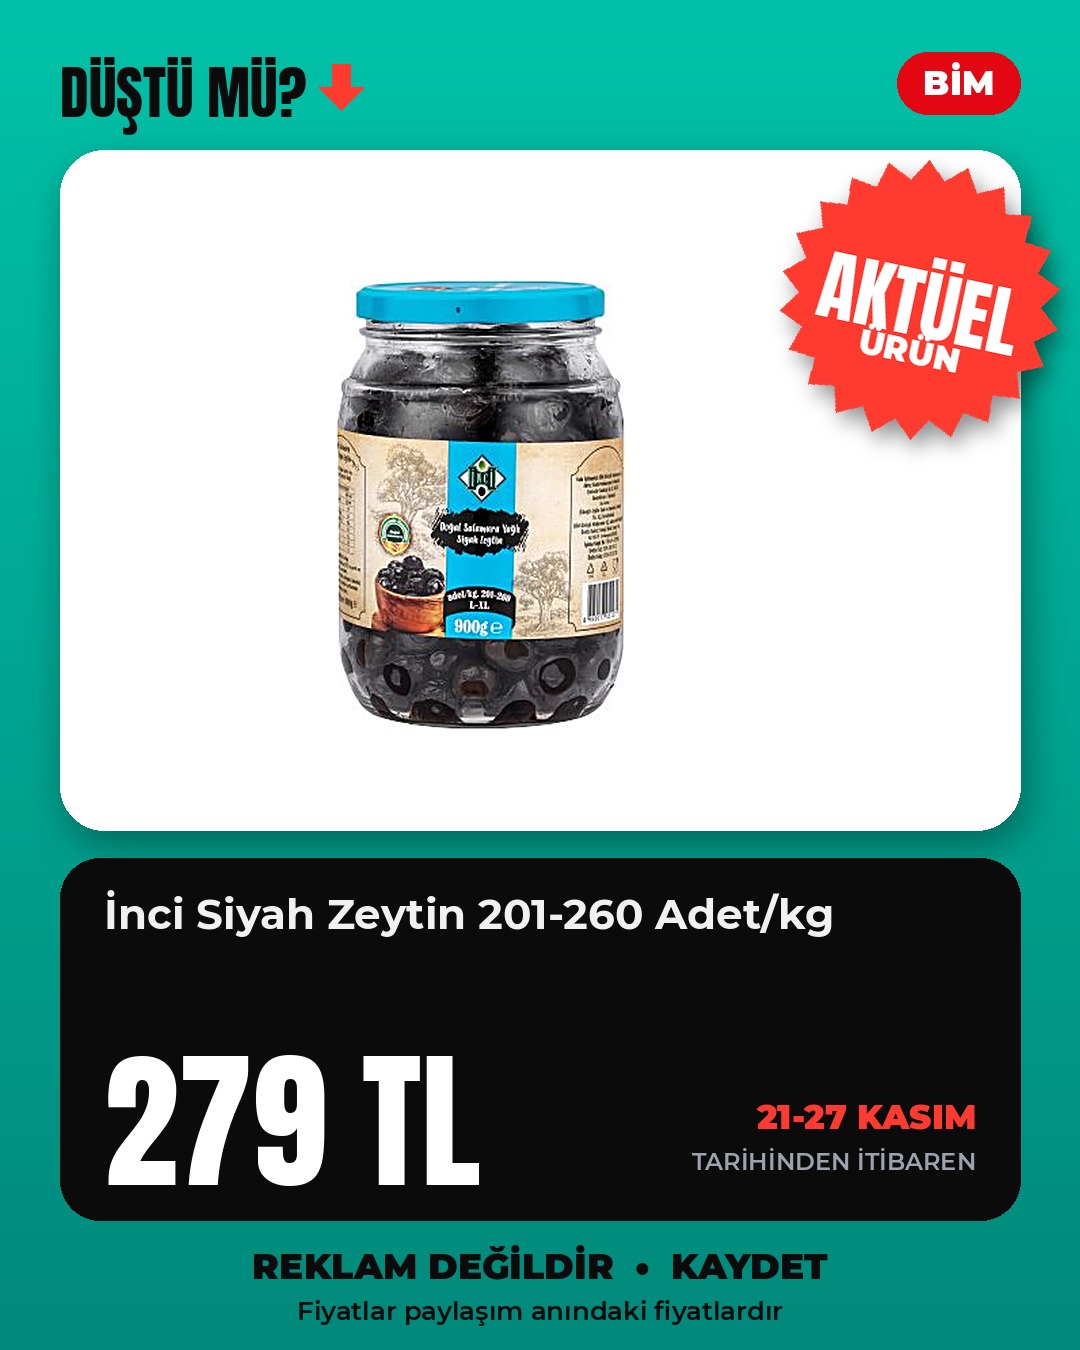 DÜŞTÜ MÜ?
BİM
AKTÜEL
ÜRÜN
İNCİ
Doğal Salamura Yağlı
Siyah Zeytin
adet/kg. 201-260
L-XL
900g e
İnci Siyah Zeytin 201-260 Adet/kg
279 TL
21-27 KASIM
TARİHİNDEN İTİBAREN
REKLAM DEĞİLDİR • KAYDET
Fiyatlar paylaşım anındaki fiyatlardır